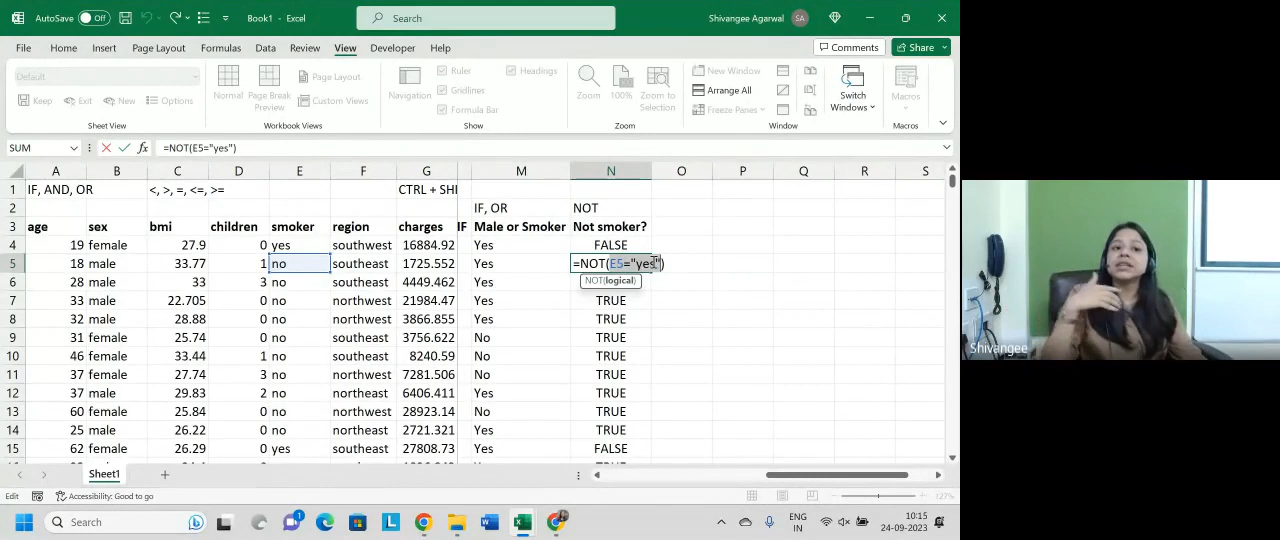 AutoSave Off Book1 - Excel Search Shivangee Agarwal SA
File Home Insert Page Layout Formulas Data Review View Developer Help Comments Share
Default Keep Exit New Options Sheet View
Normal Page Break Preview Page Layout Custom Views Workbook Views
Navigation Ruler Gridlines Formula Bar Headings Show
Zoom 100% Zoom to Selection Zoom
New Window Arrange All Freeze Panes Switch Windows Window
Macros Macros
SUM fx =NOT(E5="yes")
A B C D E F G M N O P Q R S
1 IF, AND, OR <, >, =, <=, >= CTRL + SHI
2 IF, OR NOT
3 age sex bmi children smoker region charges IF Male or Smoker Not smoker?
4 19 female 27.9 0 yes southwest 16884.92 Yes FALSE
5 18 male 33.77 1 no southeast 1725.552 Yes =NOT(E5="yes")
6 28 male 33 3 no southeast 4449.462 Yes NOT(logical)
7 33 male 22.705 0 no northwest 21984.47 Yes TRUE
8 32 male 28.88 0 no northwest 3866.855 Yes TRUE
9 31 female 25.74 0 no southeast 3756.622 No TRUE
10 46 female 33.44 1 no southeast 8240.59 No TRUE
11 37 female 27.74 3 no northwest 7281.506 No TRUE
12 37 male 29.83 2 no northeast 6406.411 Yes TRUE
13 60 female 25.84 0 no northwest 28923.14 No TRUE
14 25 male 26.22 0 no northeast 2721.321 Yes TRUE
15 62 female 26.29 0 yes southeast 27808.73 Yes FALSE
Sheet1
Edit Accessibility: Good to go 127%
Search ENG IN 10:15 24-09-2023
Shivangee